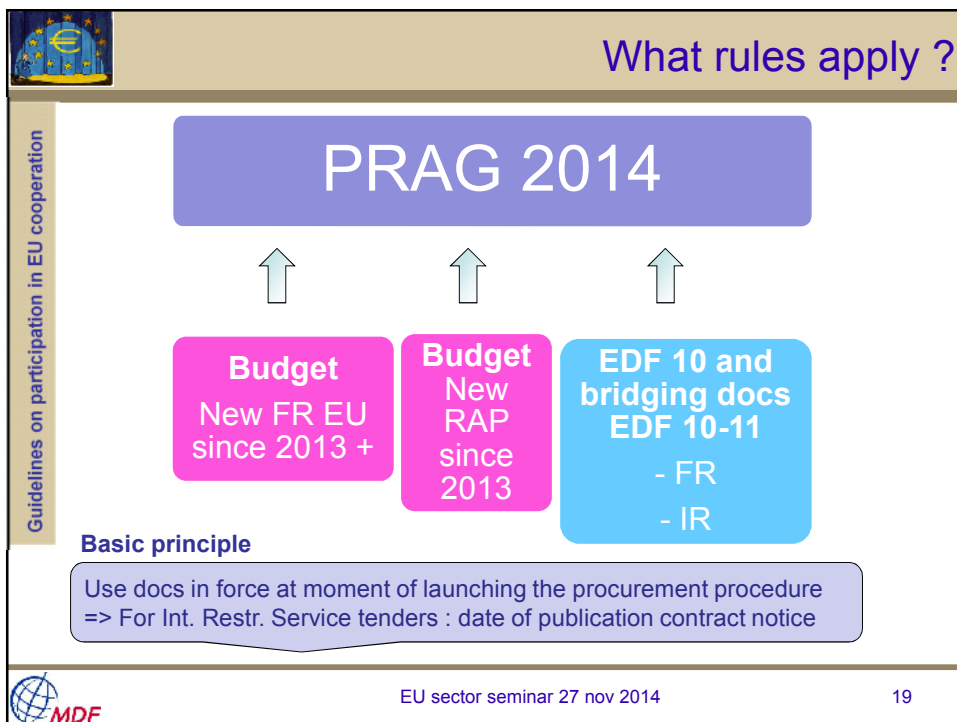 What rules apply ?
Guidelines on participation in EU cooperation
PRAG 2014
Budget
New FR EU
since 2013 +
Budget
New
RAP
since
2013
EDF 10 and
bridging docs
EDF 10-11
- FR
- IR
Basic principle
Use docs in force at moment of launching the procurement procedure
=> For Int. Restr. Service tenders : date of publication contract notice
MDF
EU sector seminar 27 nov 2014
19